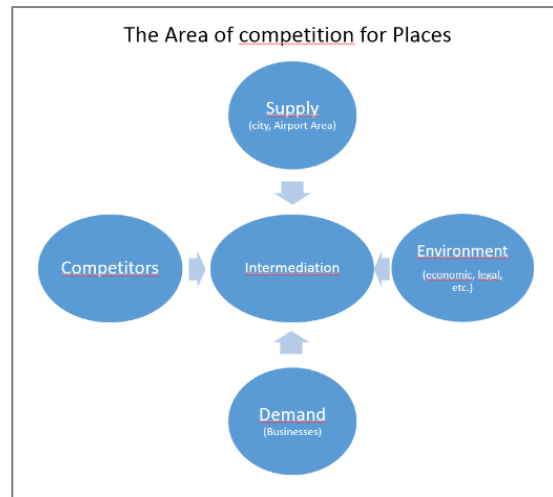 The Area of competition for Places
Supply
(city, Airport Area)
Competitors
Intermediation
Environment
(economic, legal,
etc.)
Demand
(Businesses)